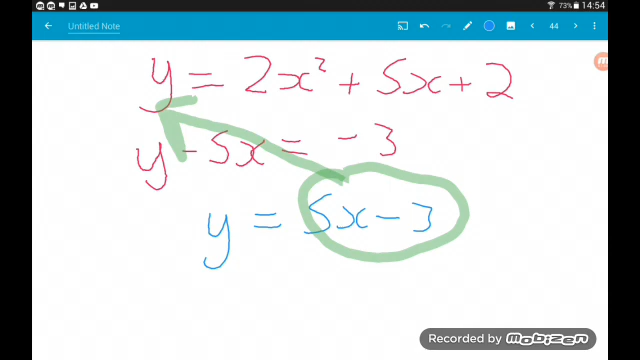 73% 14:54
Untitled Note
44
y = 2x² + 5x + 2
y - 5x = - 3
y = 5x - 3
Recorded by mobizen